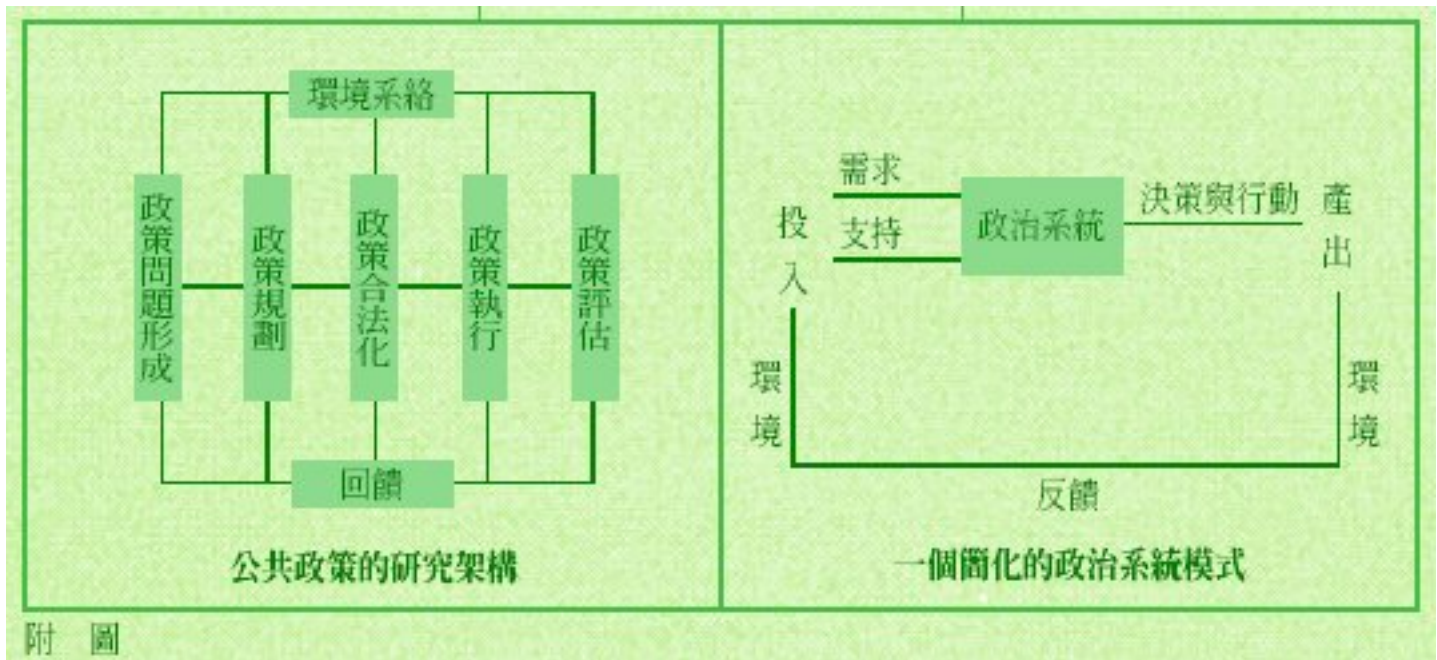 環境系絡
政策問題形成
政策規劃
政策合法化
政策執行
政策評估
回饋
公共政策的研究架構
投入
需求
支持
政治系統
決策與行動
產出
環境
環境
反饋
一個簡化的政治系統模式
附 圖